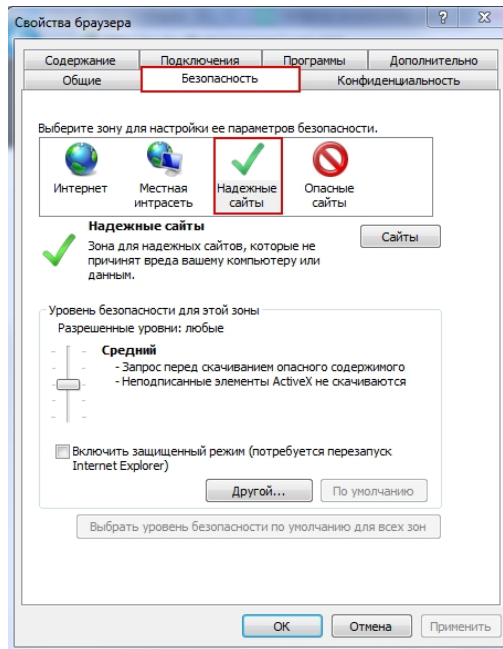 Свойства браузера
Содержание Подключения Программы Дополнительно
Общие Безопасность Конфиденциальность
Выберите зону для настройки ее параметров безопасности.
Интернет Местная интрасеть Надежные сайты Опасные сайты
Надежные сайты
Сайты
Зона для надежных сайтов, которые не
причинят вреда вашему компьютеру или
данным.
Уровень безопасности для этой зоны
Разрешенные уровни: любые
Средний
- Запрос перед скачиванием опасного содержимого
- Неподписанные элементы ActiveX не скачиваются
Включить защищенный режим (потребуется перезапуск
Internet Explorer)
Другой... По умолчанию
Выбрать уровень безопасности по умолчанию для всех зон
OK Отмена Применить